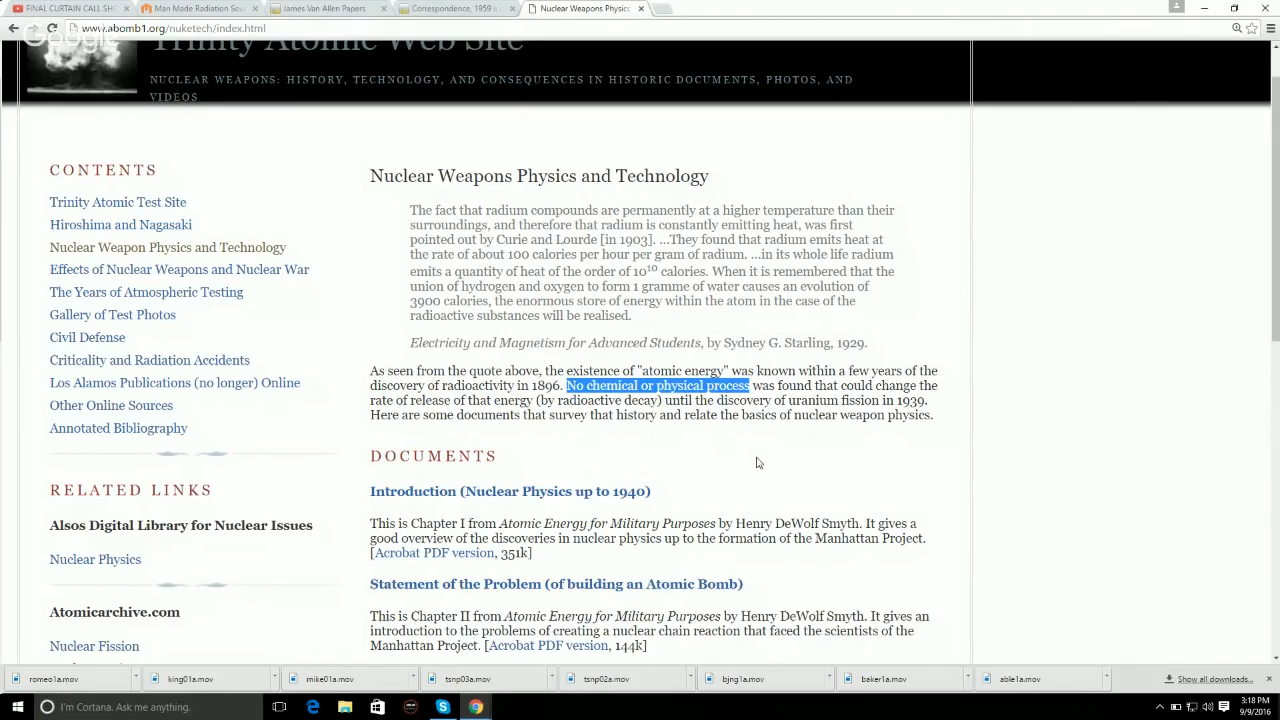 FINAL CURTAIN CALL SH
Man Made Radiation So
James Van Allen Papers
Correspondence, 1959
Nuclear Weapons Physics
www.abomb1.org/nuketech/index.html
Google
Trinity Atomic Web Site
NUCLEAR WEAPONS: HISTORY, TECHNOLOGY, AND CONSEQUENCES IN HISTORIC DOCUMENTS, PHOTOS, AND
VIDEOS
CONTENTS
Trinity Atomic Test Site
Hiroshima and Nagasaki
Nuclear Weapon Physics and Technology
Effects of Nuclear Weapons and Nuclear War
The Years of Atmospheric Testing
Gallery of Test Photos
Civil Defense
Criticality and Radiation Accidents
Los Alamos Publications (no longer) Online
Other Online Sources
Annotated Bibliography
RELATED LINKS
Alsos Digital Library for Nuclear Issues
Nuclear Physics
Atomicarchive.com
Nuclear Fission
Nuclear Weapons Physics and Technology
The fact that radium compounds are permanently at a higher temperature than their
surroundings, and therefore that radium is constantly emitting heat, was first
pointed out by Curie and Lourde [in 1903]. ...They found that radium emits heat at
the rate of about 100 calories per hour per gram of radium. ...in its whole life radium
emits a quantity of heat of the order of 10¹⁰ calories. When it is remembered that the
union of hydrogen and oxygen to form 1 gramme of water causes an evolution of
3900 calories, the enormous store of energy within the atom in the case of the
radioactive substances will be realised.
Electricity and Magnetism for Advanced Students, by Sydney G. Starling, 1929.
As seen from the quote above, the existence of "atomic energy" was known within a few years of the
discovery of radioactivity in 1896. No chemical or physical process was found that could change the
rate of release of that energy (by radioactive decay) until the discovery of uranium fission in 1939.
Here are some documents that survey that history and relate the basics of nuclear weapon physics.
DOCUMENTS
Introduction (Nuclear Physics up to 1940)
This is Chapter I from Atomic Energy for Military Purposes by Henry DeWolf Smyth. It gives a
good overview of the discoveries in nuclear physics up to the formation of the Manhattan Project.
[Acrobat PDF version, 351k]
Statement of the Problem (of building an Atomic Bomb)
This is Chapter II from Atomic Energy for Military Purposes by Henry DeWolf Smyth. It gives an
introduction to the problems of creating a nuclear chain reaction that faced the scientists of the
Manhattan Project. [Acrobat PDF version, 144k]
romeo1a.mov
king01a.mov
mike01a.mov
tsnp03a.mov
tsnp02a.mov
bjng1a.mov
baker1a.mov
able1a.mov
Show all downloads...
I'm Cortana. Ask me anything.
3:18 PM
9/9/2016